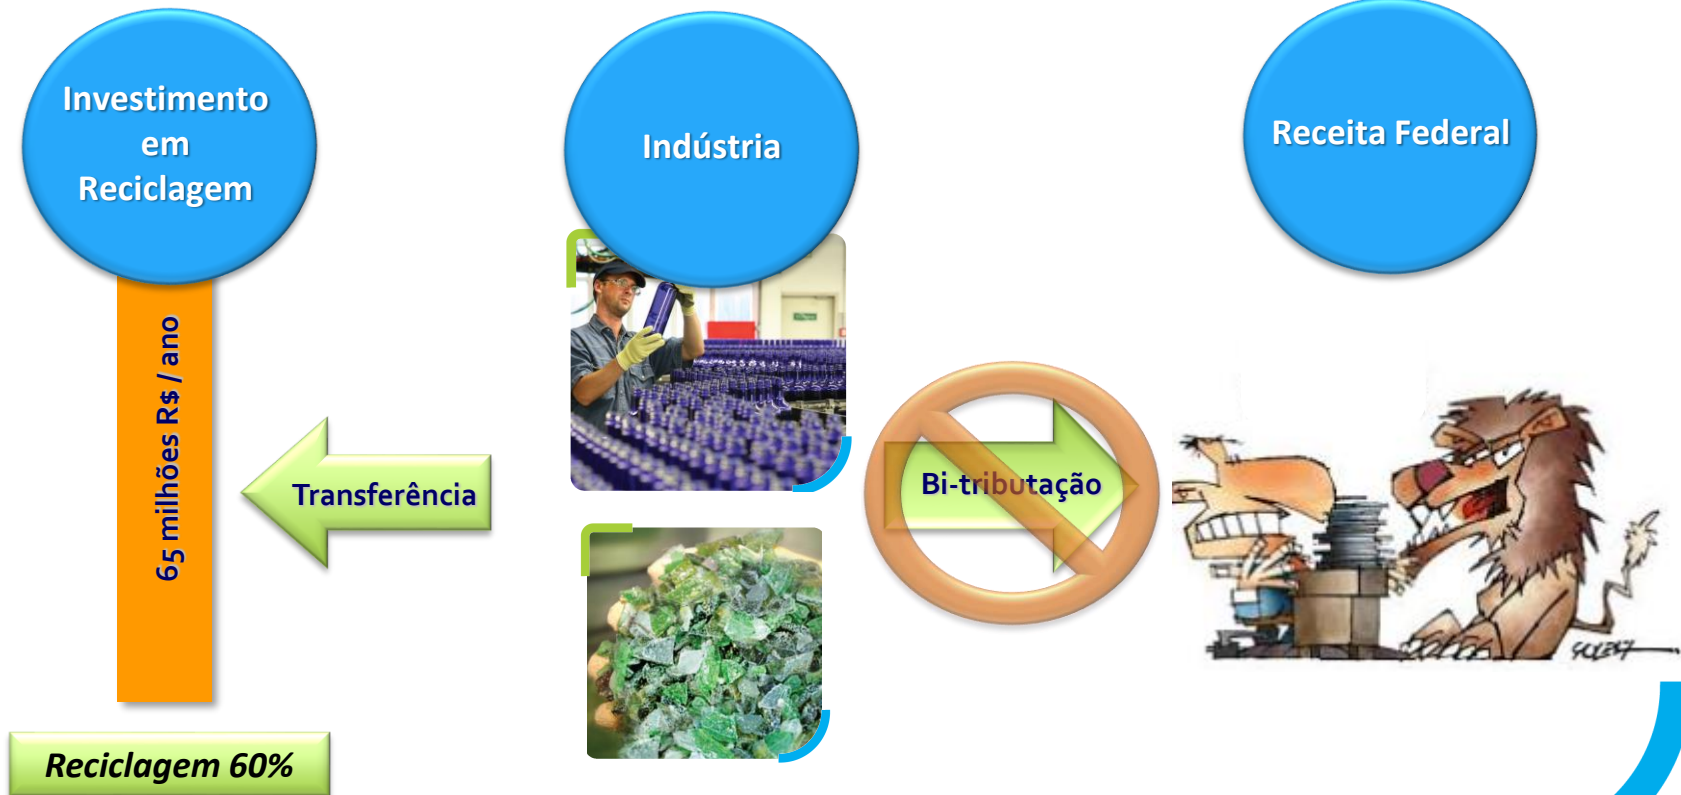 Investimento
em
Reciclagem
65 milhões R$ / ano
Reciclagem 60%
Transferência
Indústria
Bi-tributação
Receita Federal